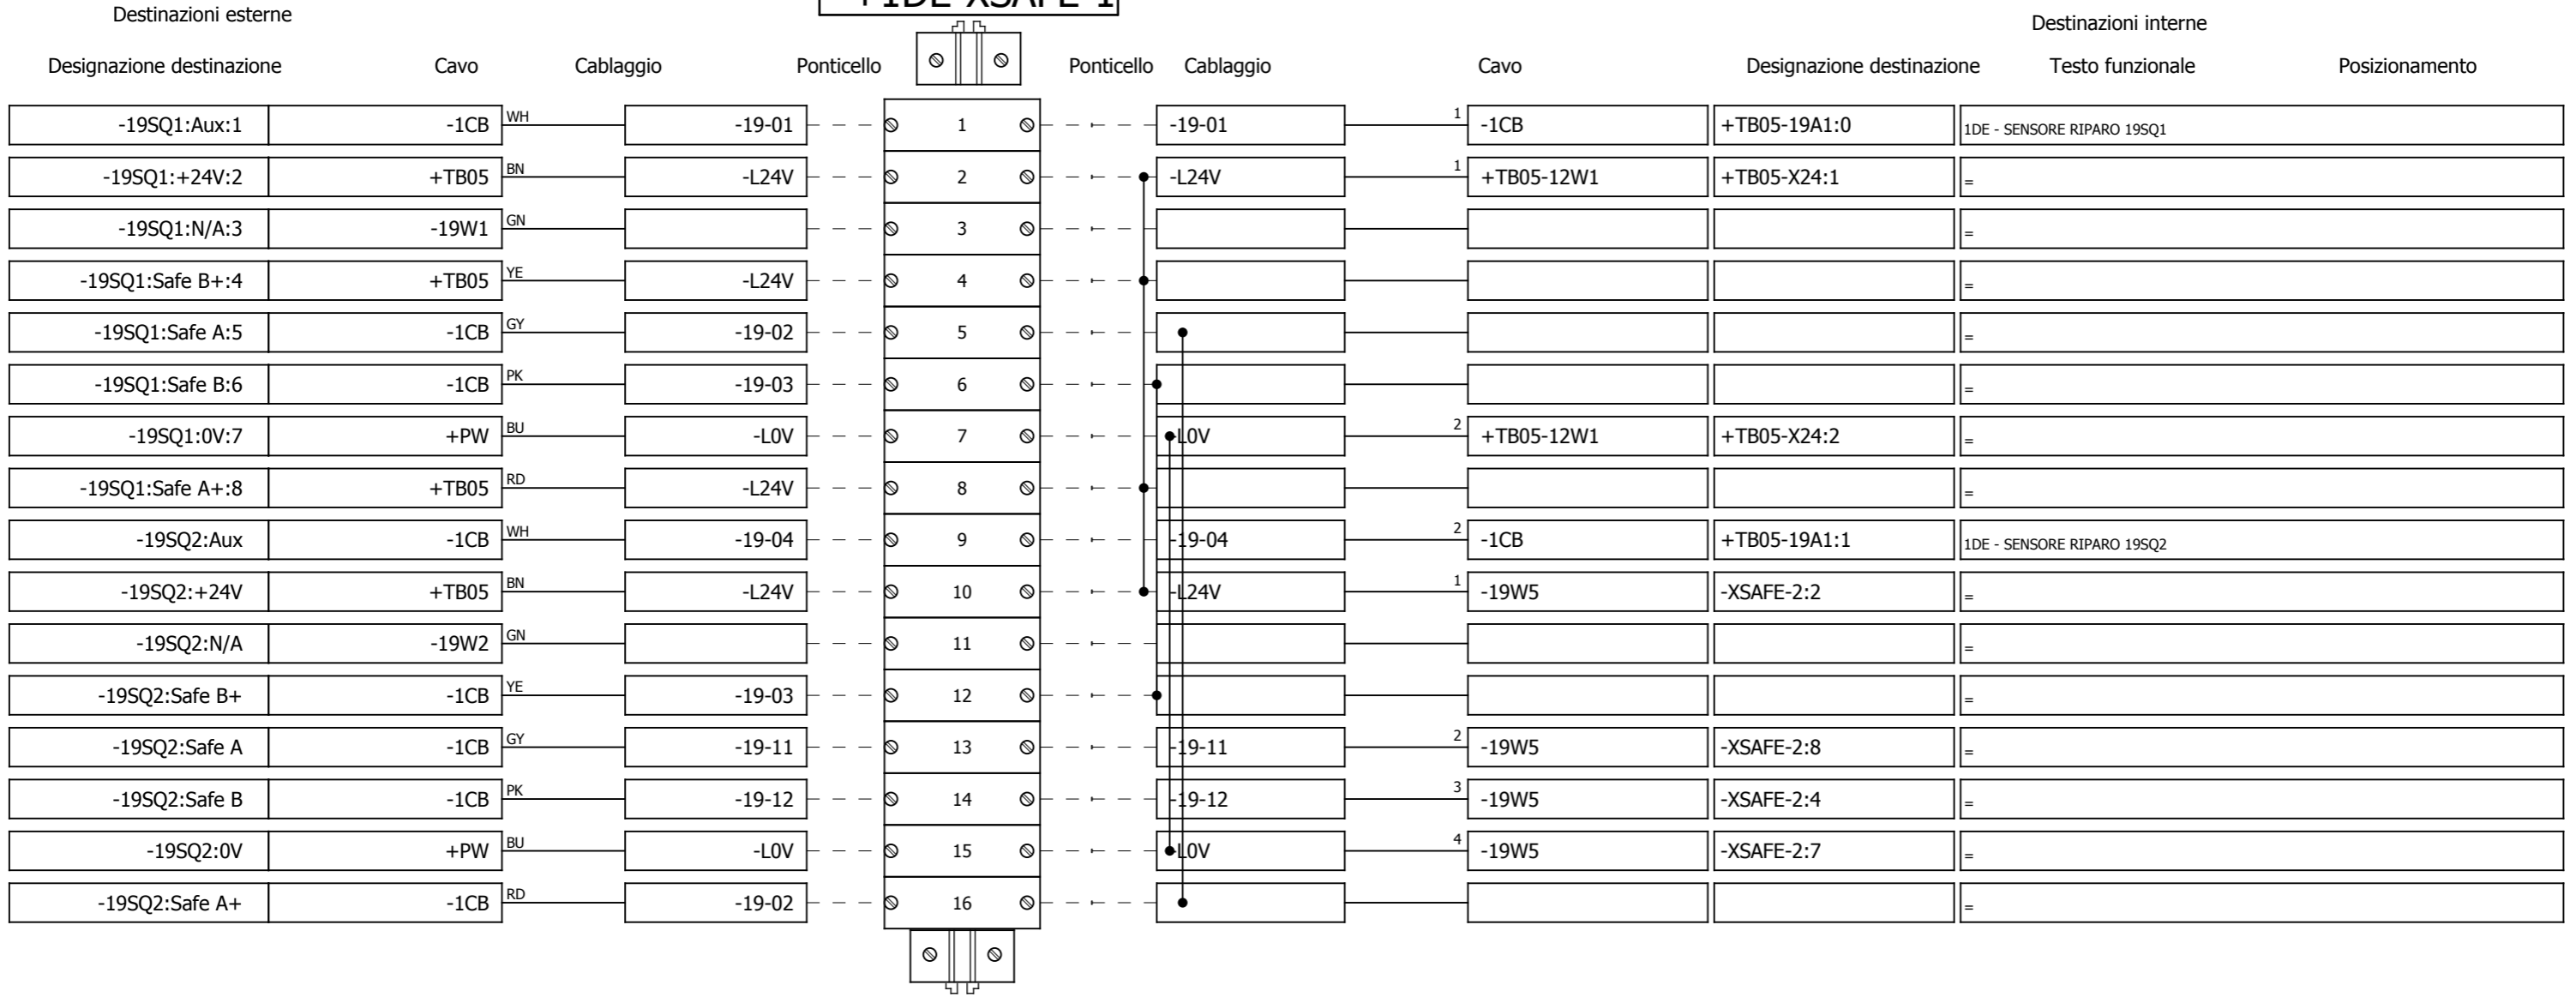 +1DE-XSAFE-1
Destinazioni esterne
Destinazioni interne
Designazione destinazione Cavo Cablaggio Ponticello Ponticello Cablaggio Cavo Designazione destinazione Testo funzionale Posizionamento
-19SQ1:Aux:1 -1CB WH -19-01 1 -19-01 1 -1CB +TB05-19A1:0 1DE - SENSORE RIPARO 19SQ1
-19SQ1:+24V:2 +TB05 BN -L24V 2 -L24V 1 +TB05-12W1 +TB05-X24:1 =
-19SQ1:N/A:3 -19W1 GN 3 =
-19SQ1:Safe B+:4 +TB05 YE -L24V 4 =
-19SQ1:Safe A:5 -1CB GY -19-02 5 =
-19SQ1:Safe B:6 -1CB PK -19-03 6 =
-19SQ1:0V:7 +PW BU -L0V 7 -L0V 2 +TB05-12W1 +TB05-X24:2 =
-19SQ1:Safe A+:8 +TB05 RD -L24V 8 =
-19SQ2:Aux -1CB WH -19-04 9 -19-04 2 -1CB +TB05-19A1:1 1DE - SENSORE RIPARO 19SQ2
-19SQ2:+24V +TB05 BN -L24V 10 -L24V 1 -19W5 -XSAFE-2:2 =
-19SQ2:N/A -19W2 GN 11 =
-19SQ2:Safe B+ -1CB YE -19-03 12 =
-19SQ2:Safe A -1CB GY -19-11 13 -19-11 2 -19W5 -XSAFE-2:8 =
-19SQ2:Safe B -1CB PK -19-12 14 -19-12 3 -19W5 -XSAFE-2:4 =
-19SQ2:0V +PW BU -L0V 15 -L0V 4 -19W5 -XSAFE-2:7 =
-19SQ2:Safe A+ -1CB RD -19-02 16 =